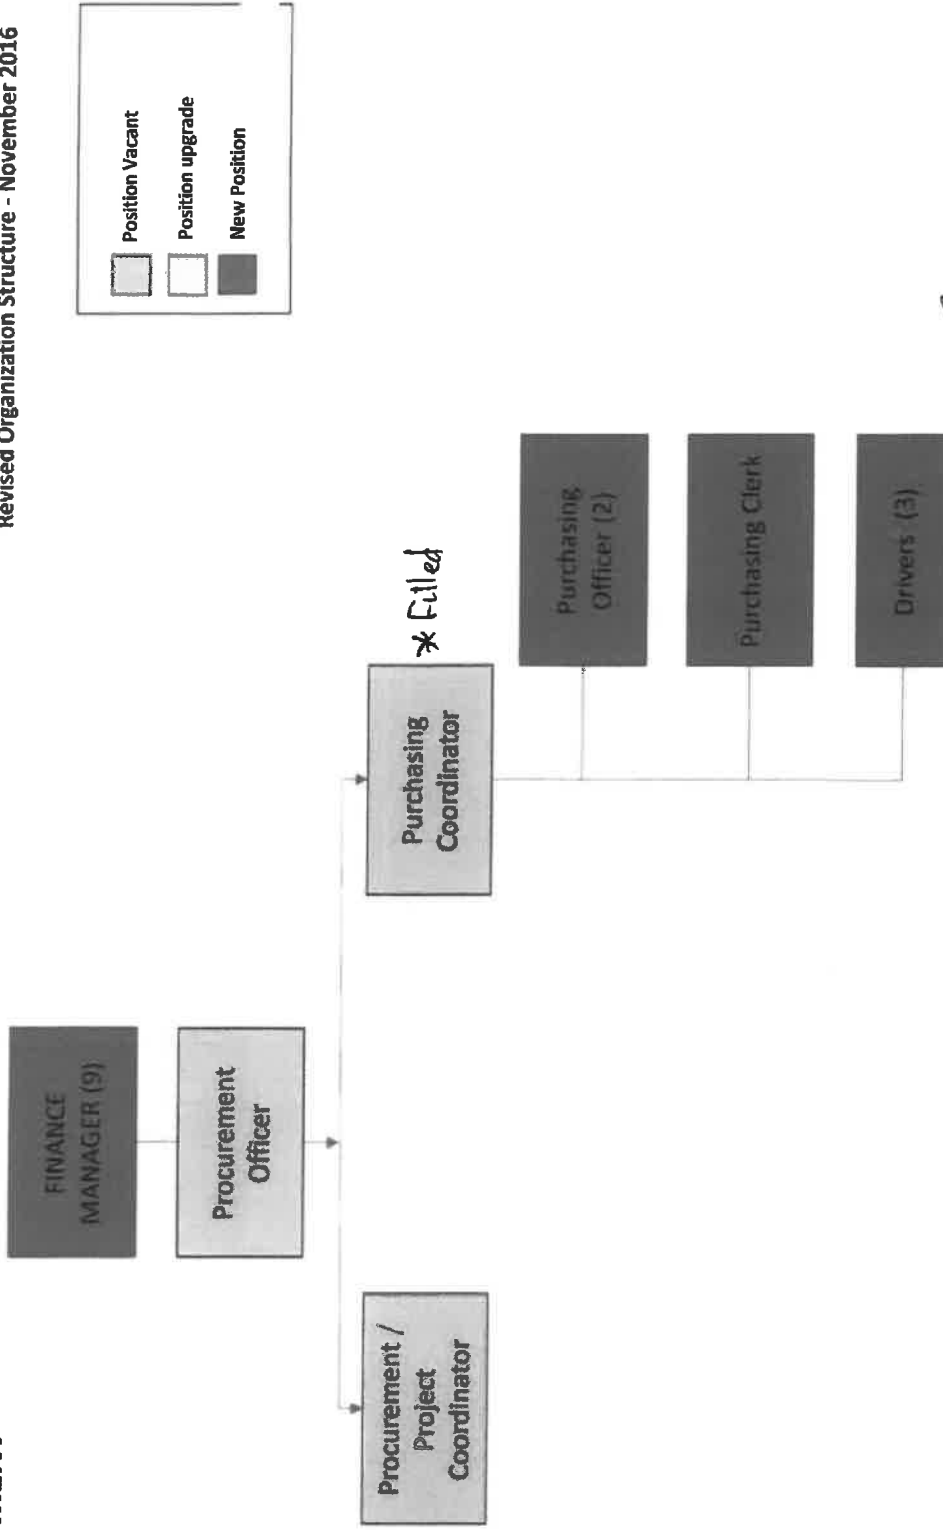 Revised Organization Structure - November 2016
Position Vacant
Position upgrade
New Position
FINANCE
MANAGER (9)
Procurement
Officer
Procurement /
Project
Coordinator
Purchasing
Coordinator
* Filled
Purchasing
Officer (2)
Purchasing Clerk
Drivers (3)